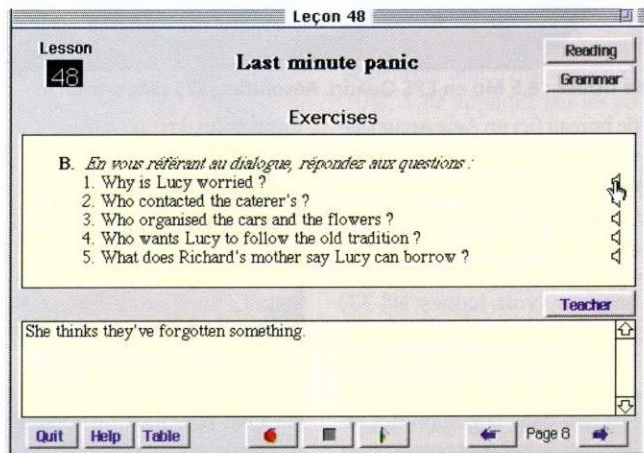 Leçon 48
Lesson
48
Last minute panic
Reading
Grammar
Exercises
B. En vous référant au dialogue, répondez aux questions :
1. Why is Lucy worried ?
2. Who contacted the caterer's ?
3. Who organised the cars and the flowers ?
4. Who wants Lucy to follow the old tradition ?
5. What does Richard's mother say Lucy can borrow ?
Teacher
She thinks they've forgotten something.
Quit Help Table Page 8